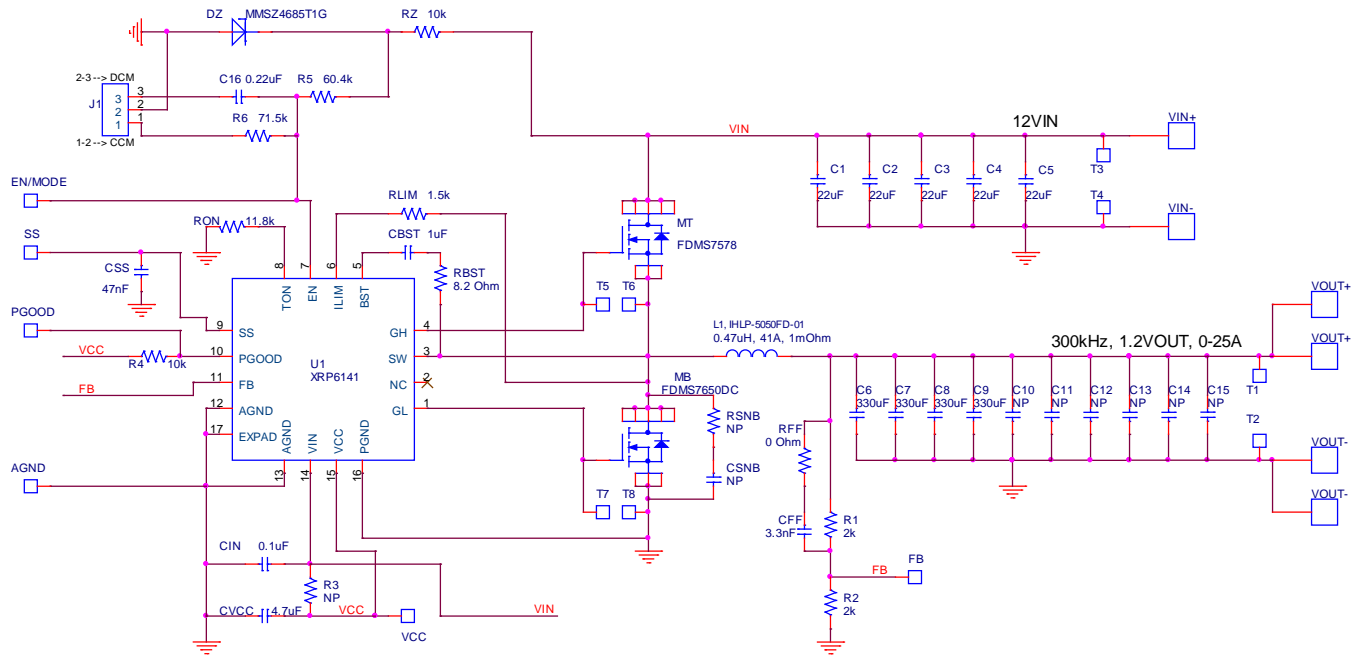 DZ MMSZ4685T1G
RZ 10k
2-3 --> DCM
J1
3
2
1
3
2
1
1-2 --> CCM
C16 0.22uF
R5 60.4k
R6 71.5k
VIN
12VIN
VIN+
T3
T4
VIN-
C1
22uF
C2
22uF
C3
22uF
C4
22uF
C5
22uF
EN/MODE
SS
CSS
47nF
PGOOD
VCC
R4
10k
FB
AGND
RON 11.8k
RLIM 1.5k
CBST 1uF
RBST
8.2 Ohm
MT
FDMS7578
T5
T6
8
7
6
5
TON
EN
ILIM
BST
9
SS
10
PGOOD
11
FB
12
AGND
17
EXPAD
U1
XRP6141
GH
4
SW
3
NC
2
GL
1
AGND
VIN
VCC
PGND
13
14
15
16
L1, IHLP-5050FD-01
0.47uH, 41A, 1mOhm
MB
FDMS7650DC
T7
T8
RSNB
NP
CSNB
NP
300kHz, 1.2VOUT, 0-25A
VOUT+
VOUT+
T1
T2
VOUT-
VOUT-
C6
330uF
C7
330uF
C8
330uF
C9
330uF
C10
NP
C11
NP
C12
NP
C13
NP
C14
NP
C15
NP
RFF
0 Ohm
CFF
3.3nF
R1
2k
FB
FB
R2
2k
CIN 0.1uF
R3
NP
CVCC 4.7uF
VCC
VCC
VIN